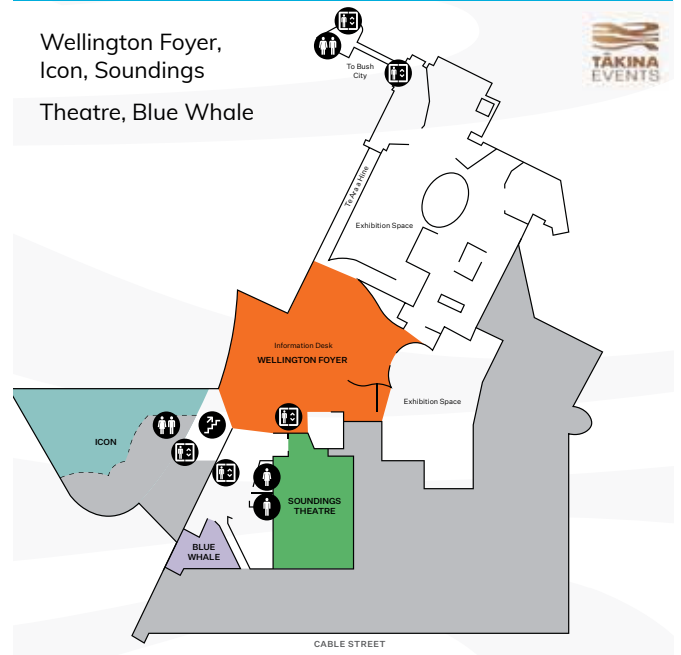 Wellington Foyer,
Icon, Soundings
Theatre, Blue Whale
TĀKINA
EVENTS
To Bush
City
Te Ara a Hine
Exhibition Space
Information Desk
WELLINGTON FOYER
Exhibition Space
ICON
SOUNDINGS
THEATRE
BLUE
WHALE
CABLE STREET